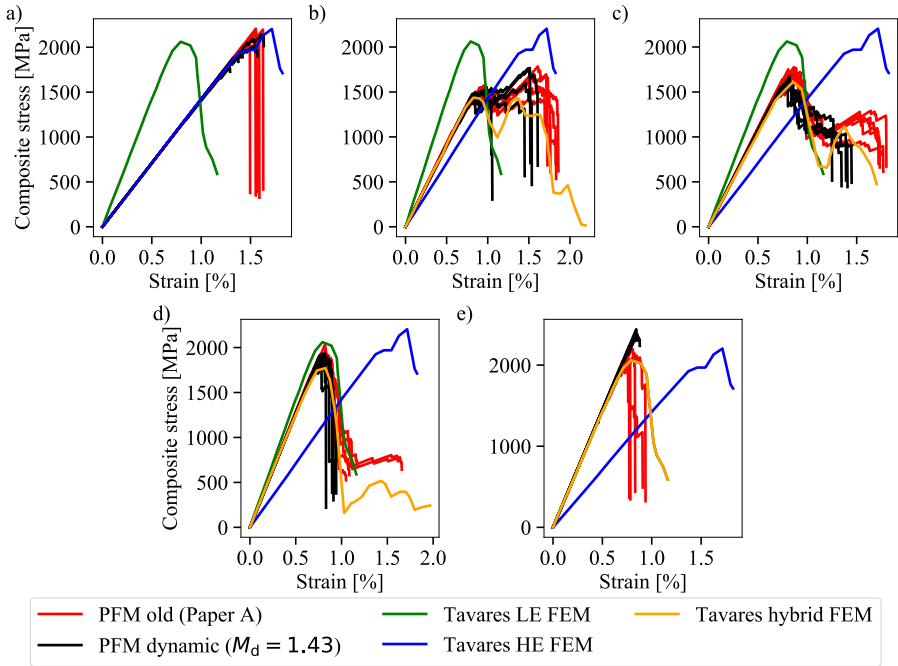 a)
b)
c)
Composite stress [MPa]
2000
1500
1000
500
0
0.0 0.5 1.0 1.5
Strain [%]
2000
1500
1000
500
0
0.0 0.5 1.0 1.5 2.0
Strain [%]
2000
1500
1000
500
0
0.0 0.5 1.0 1.5
Strain [%]
d)
e)
Composite stress [MPa]
2000
1500
1000
500
0
0.0 0.5 1.0 1.5 2.0
Strain [%]
2000
1000
0
0.0 0.5 1.0 1.5
Strain [%]
PFM old (Paper A)
PFM dynamic (M_d = 1.43)
Tavares LE FEM
Tavares HE FEM
Tavares hybrid FEM